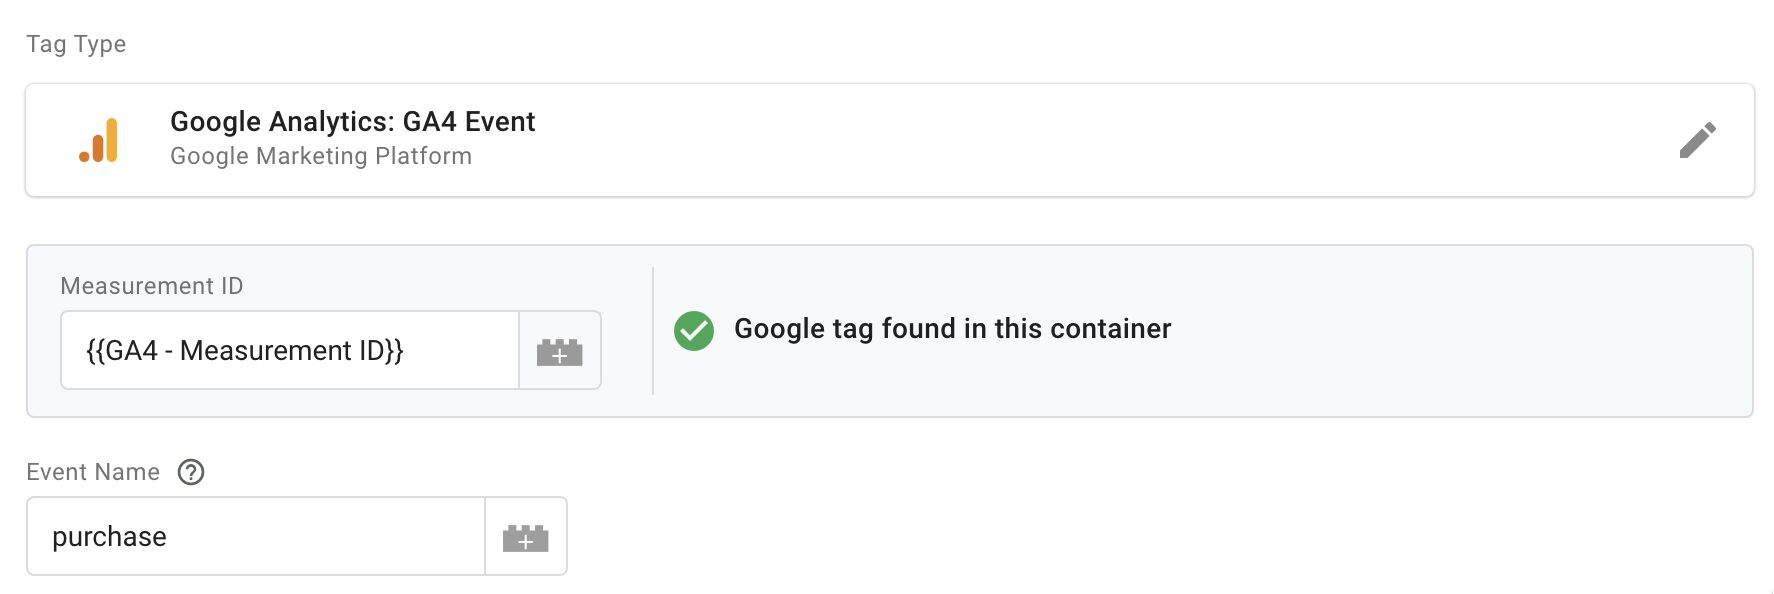 Tag Type
Google Analytics: GA4 Event
Google Marketing Platform
Measurement ID
{{GA4 - Measurement ID}}
Google tag found in this container
Event Name
purchase